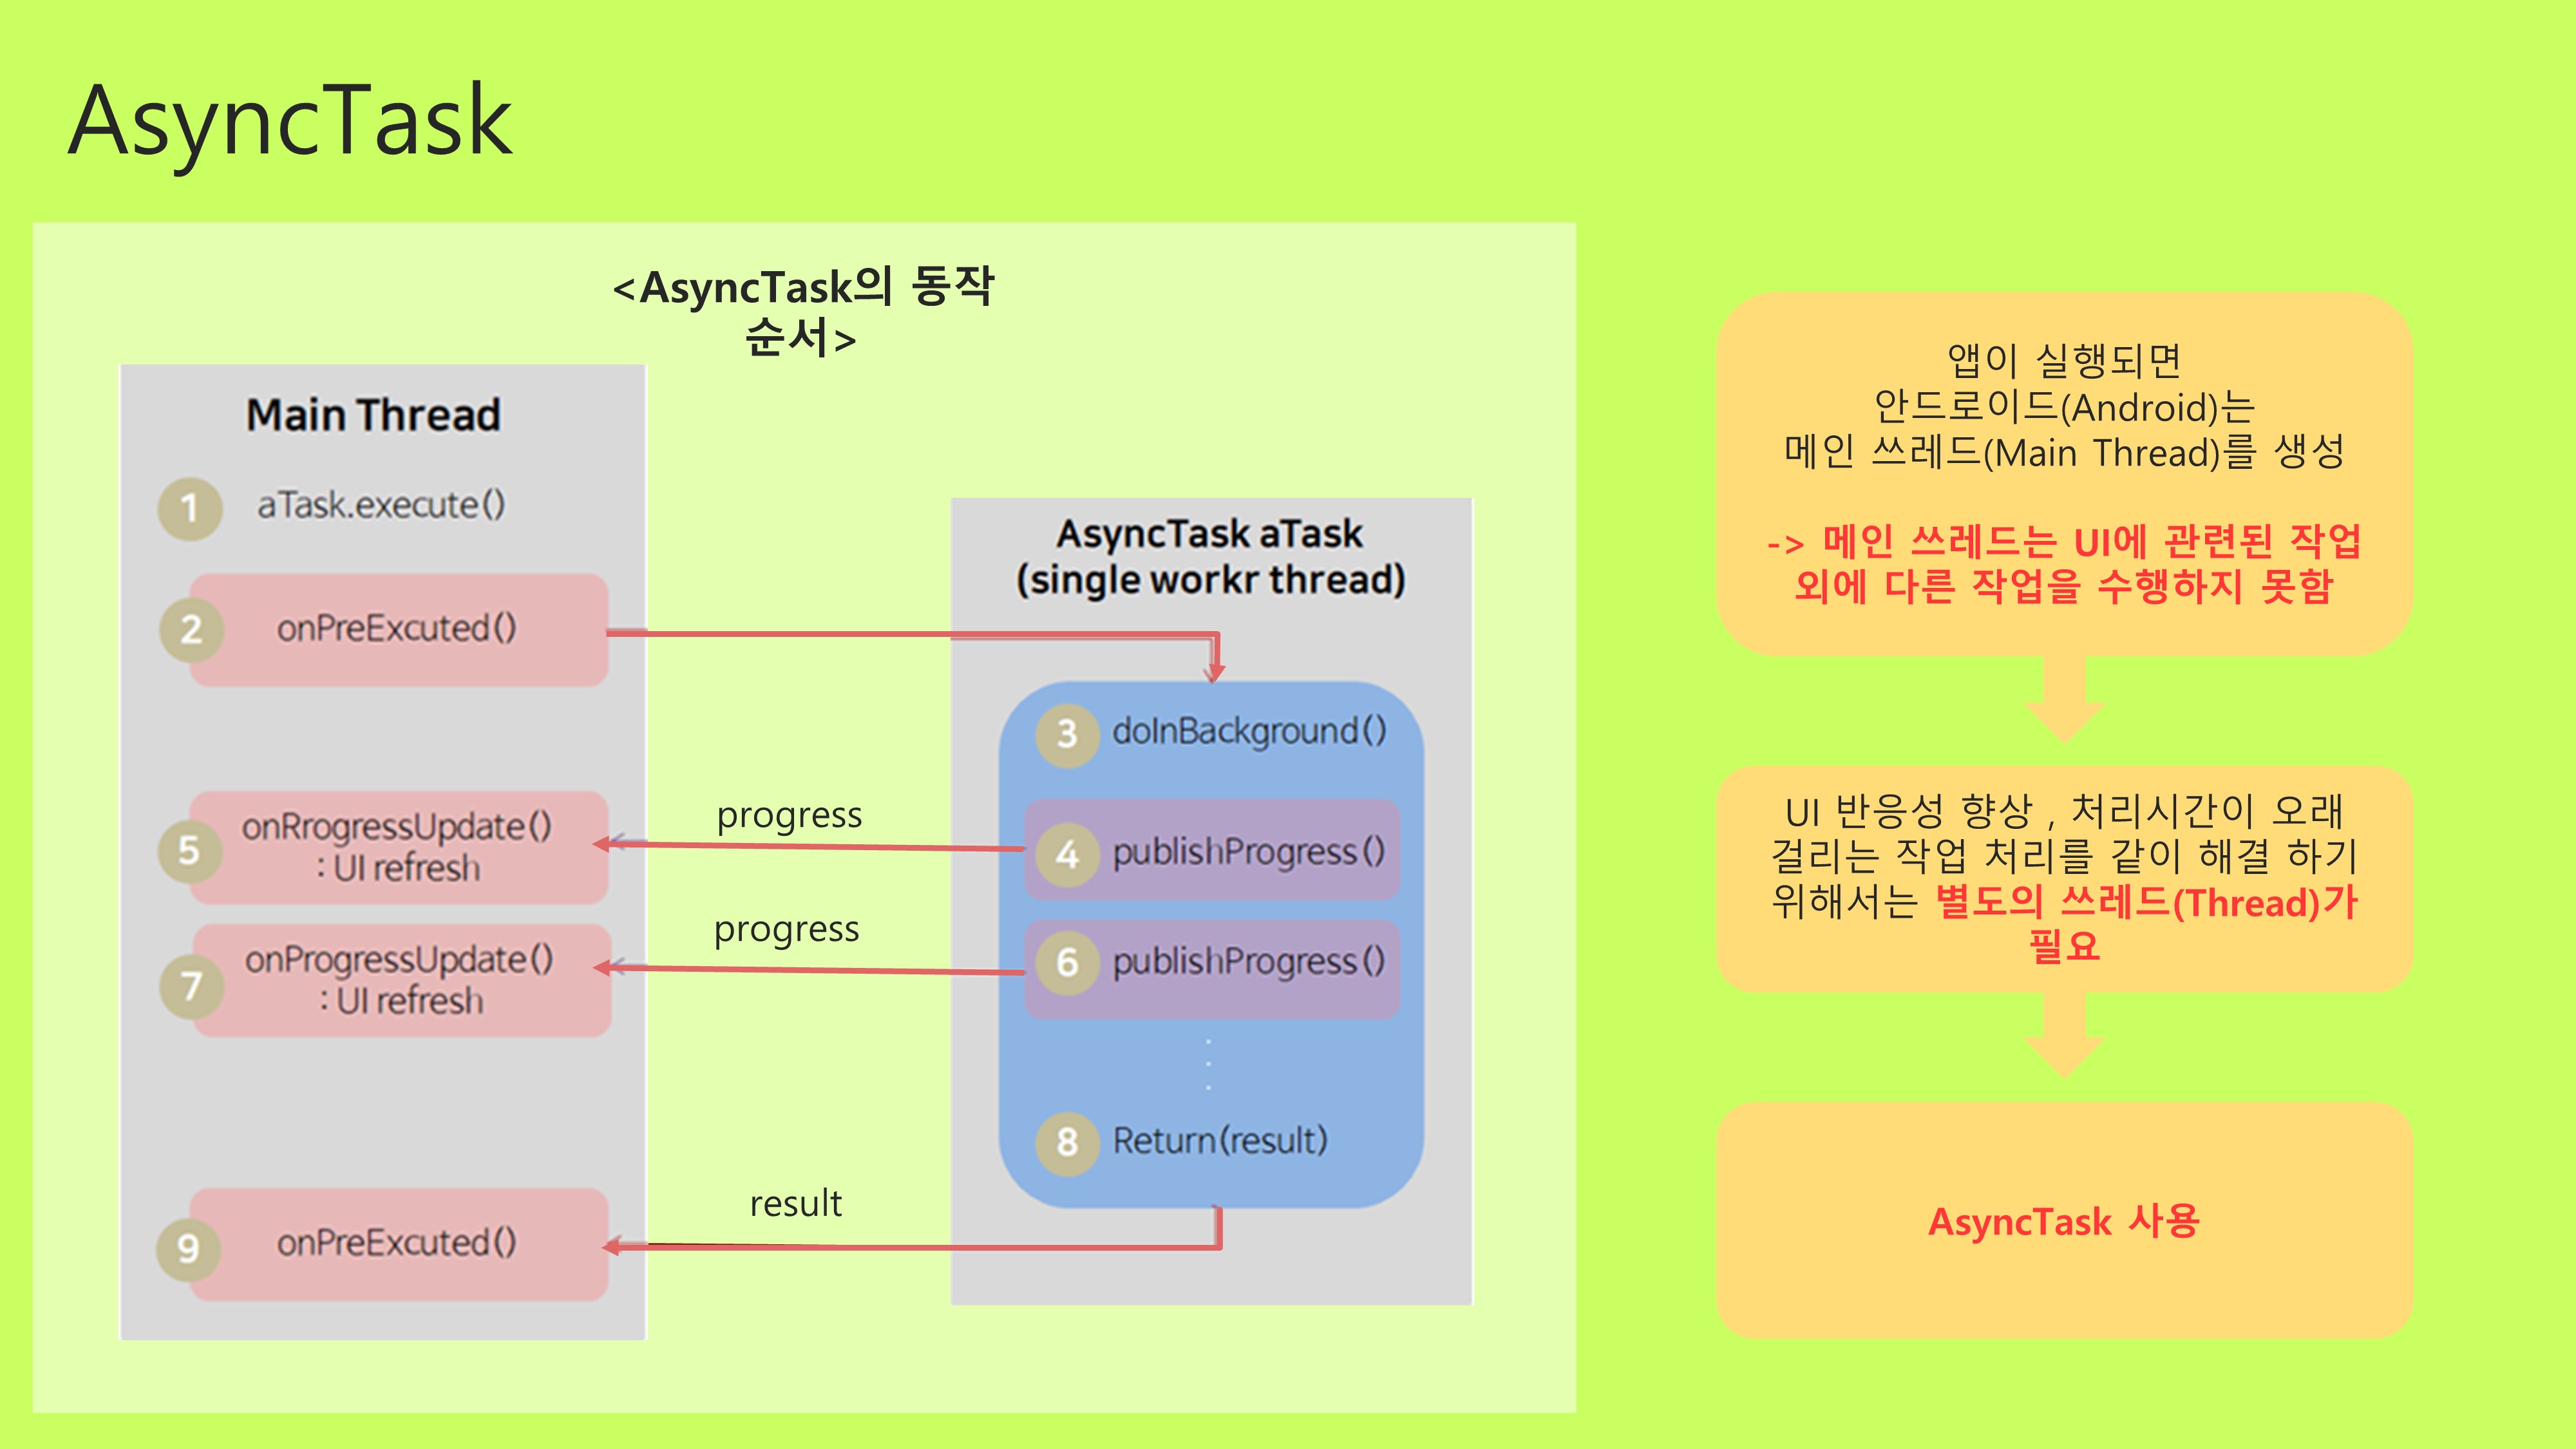 AsyncTask
<AsyncTask의 동작
순서>
Main Thread
1 aTask.execute()
2 onPreExcuted()
5 onRrogressUpdate()
: UI refresh
7 onProgressUpdate()
: UI refresh
9 onPreExcuted()
progress
progress
result
AsyncTask aTask
(single workr thread)
3 doInBackground()
4 publishProgress()
6 publishProgress()
8 Return(result)
앱이 실행되면
안드로이드(Android)는
메인 쓰레드(Main Thread)를 생성
-> 메인 쓰레드는 UI에 관련된 작업
외에 다른 작업을 수행하지 못함
UI 반응성 향상 , 처리시간이 오래
걸리는 작업 처리를 같이 해결 하기
위해서는 별도의 쓰레드(Thread)가
필요
AsyncTask 사용